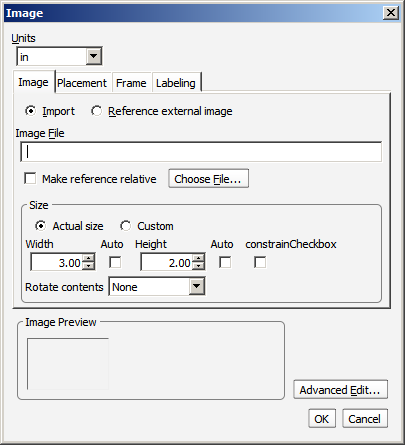 Image
Units
in
Image Placement Frame Labeling
Import Reference external image
Image File
Make reference relative Choose File...
Size
Actual size Custom
Width Auto Height Auto constrainCheckbox
3.00 2.00
Rotate contents None
Image Preview
Advanced Edit...
OK Cancel